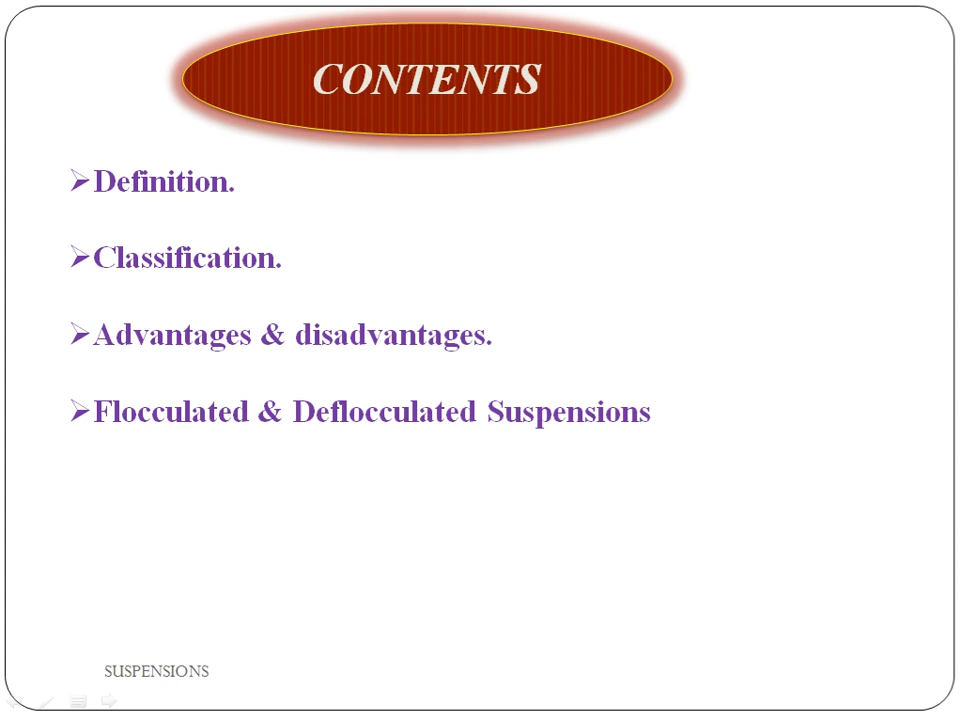 CONTENTS
➢Definition.
➢Classification.
➢Advantages & disadvantages.
➢Flocculated & Deflocculated Suspensions
SUSPENSIONS